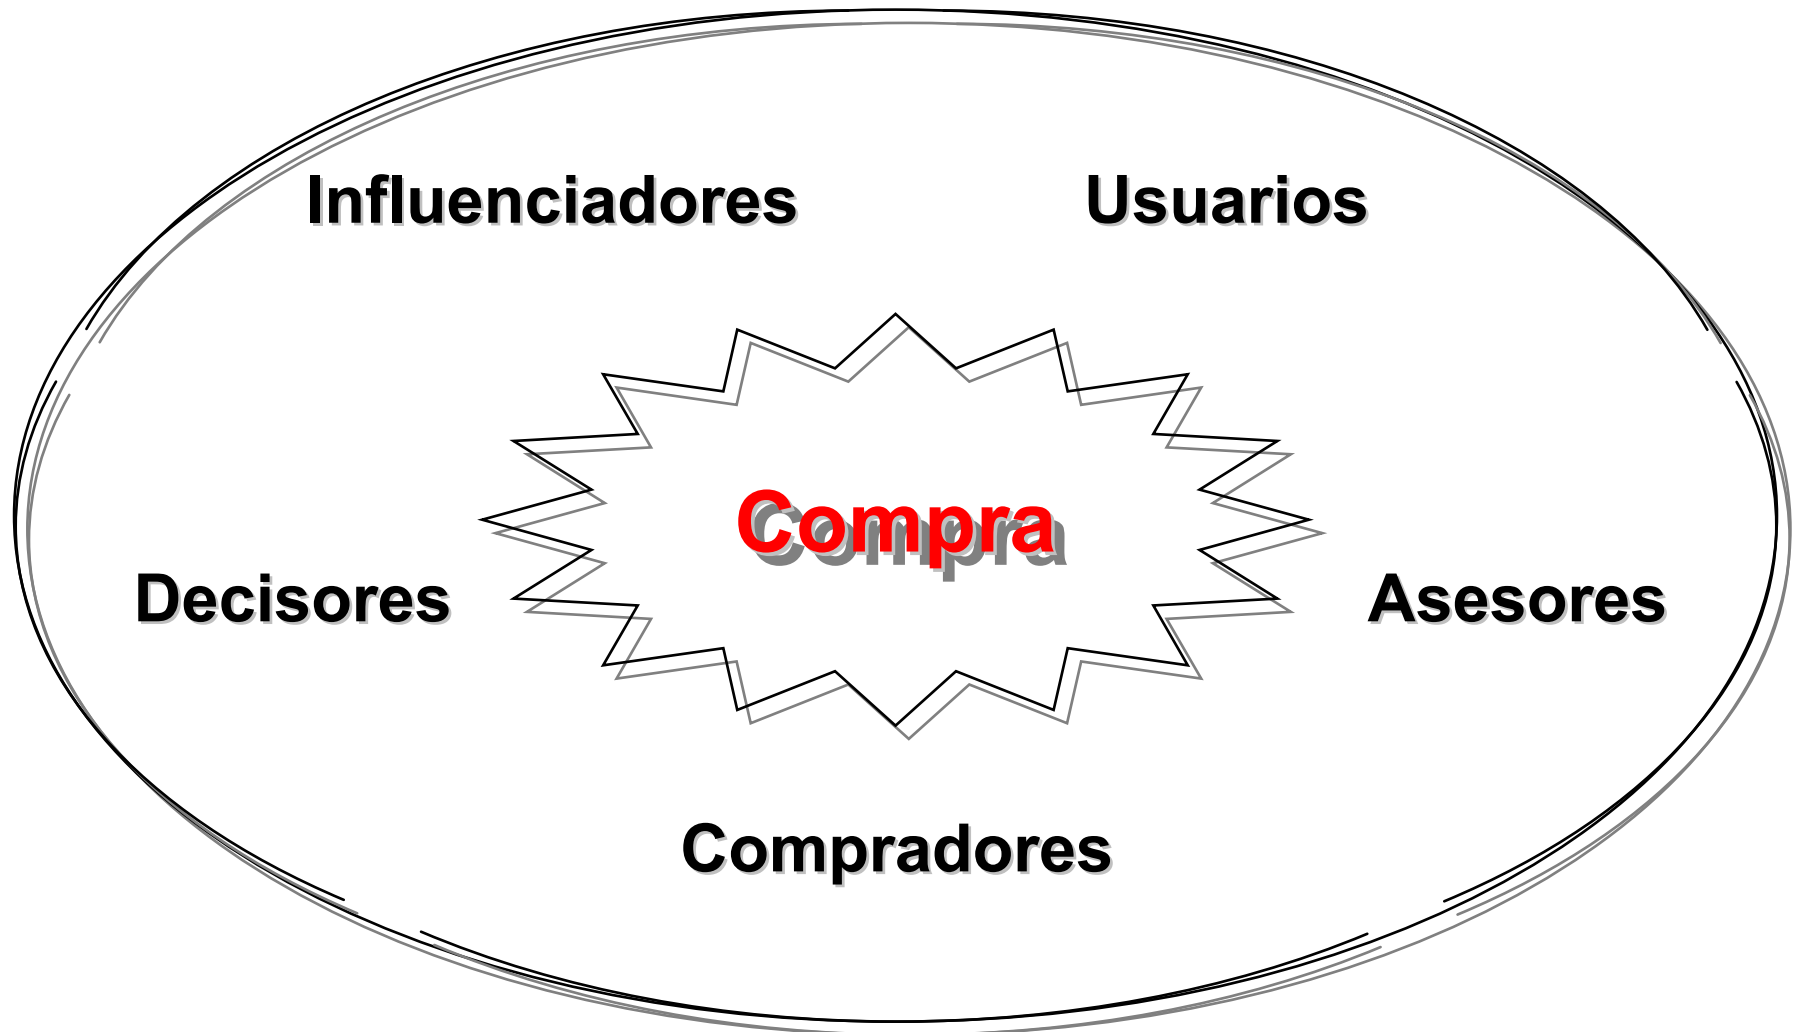 Influenciadores
Usuarios
Compra
Decisores
Asesores
Compradores